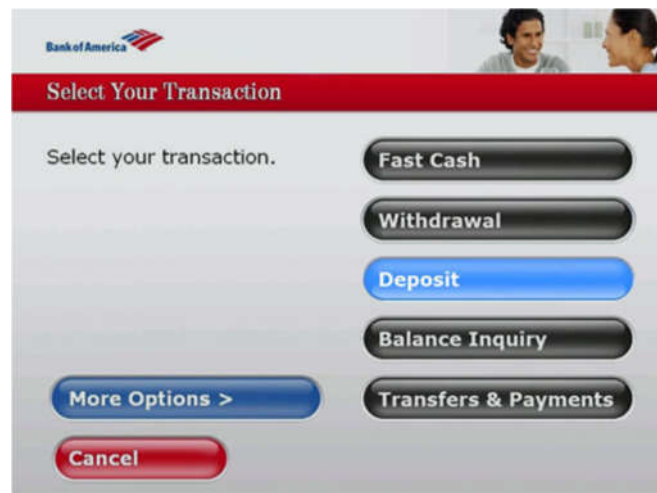 Bank of America
Select Your Transaction
Select your transaction.
Fast Cash
Withdrawal
Deposit
Balance Inquiry
More Options >
Transfers & Payments
Cancel